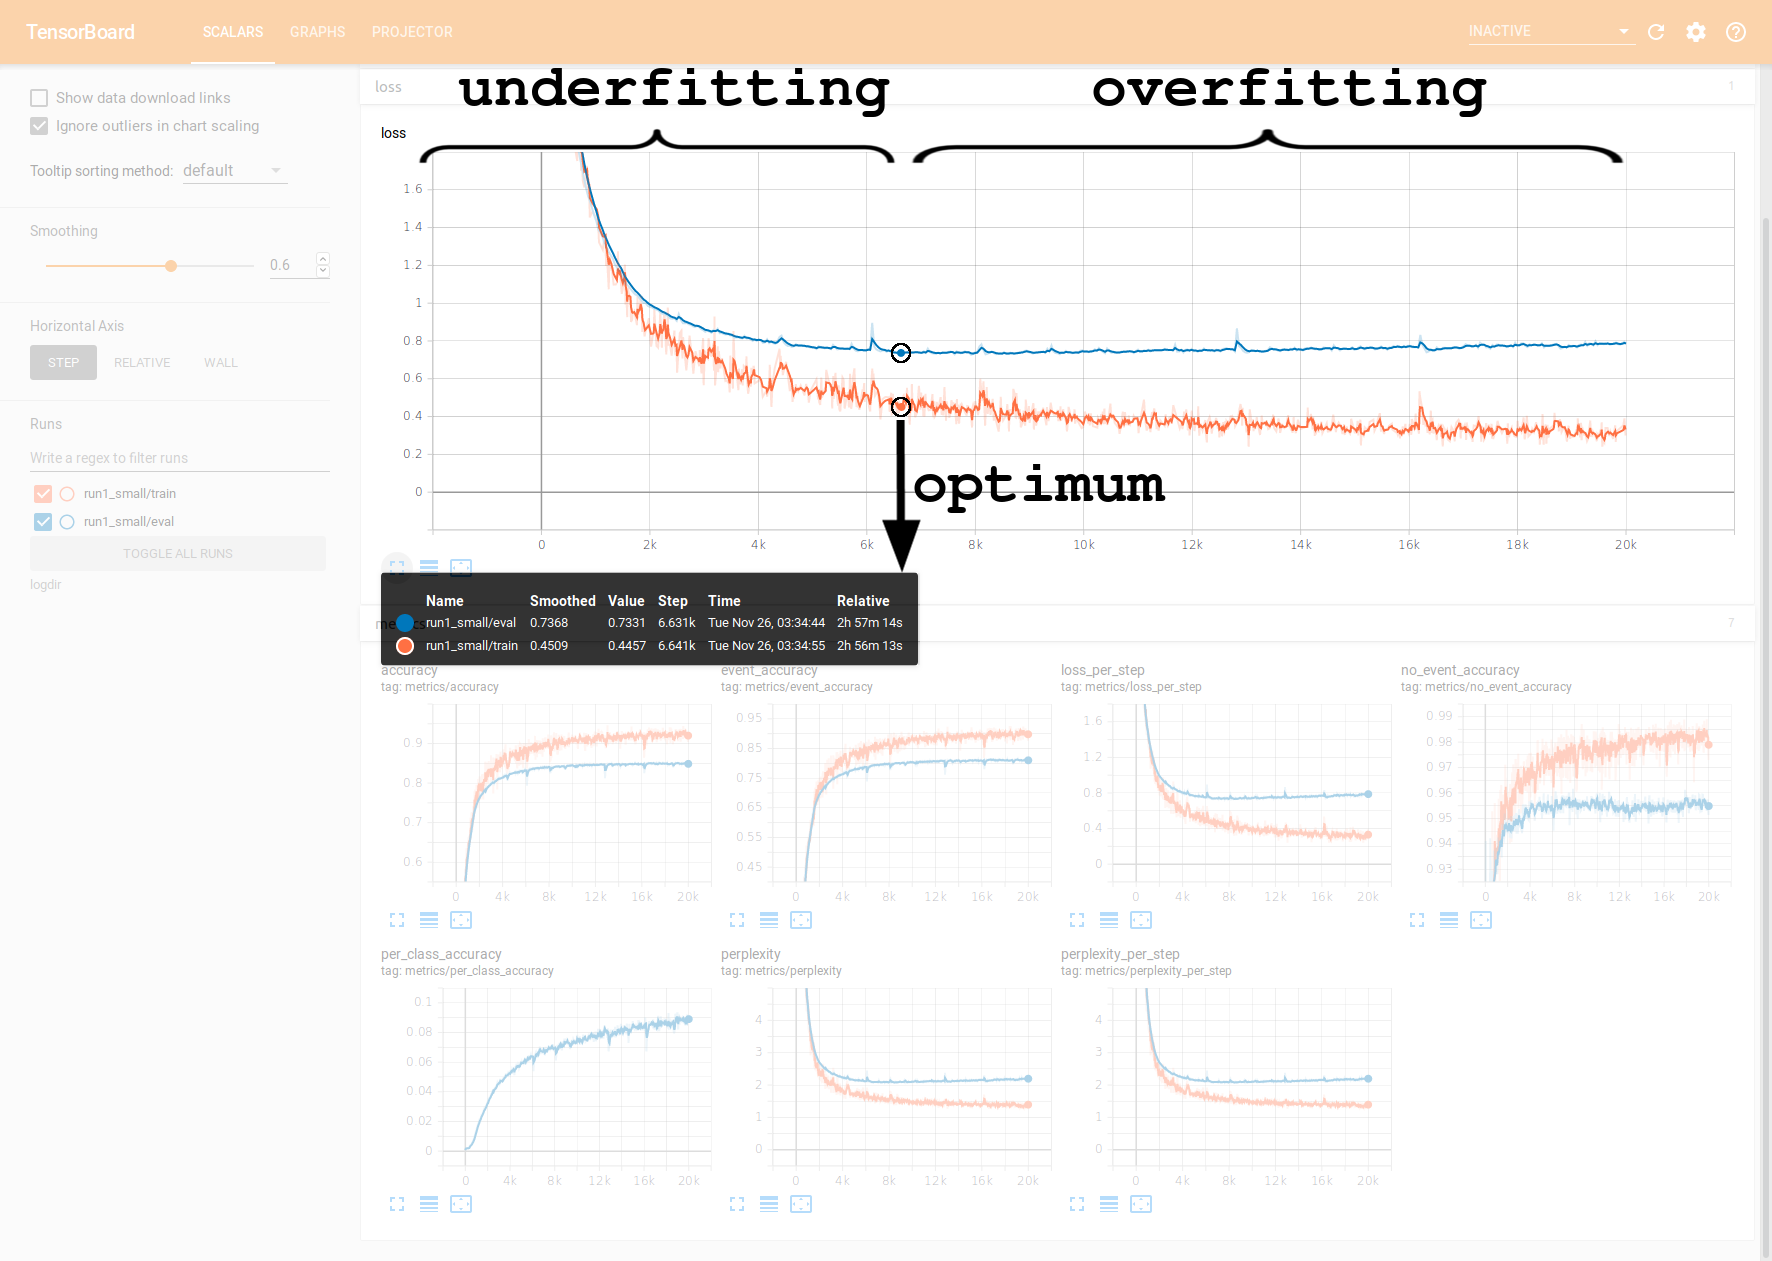 TensorBoard SCALARS GRAPHS PROJECTOR INACTIVE
Show data download links
Ignore outliers in chart scaling
Tooltip sorting method: default
Smoothing
0.6
Horizontal Axis
STEP RELATIVE WALL
Runs
Write a regex to filter runs
run1_small/train
run1_small/eval
TOGGLE ALL RUNS
logdir
loss 1
underfitting overfitting
loss
1.6
1.4
1.2
1
0.8
0.6
0.4
0.2
0
0 2k 4k 6k 8k 10k 12k 14k 16k 18k 20k
optimum
Name Smoothed Value Step Time Relative
run1_small/eval 0.7368 0.7331 6.631k Tue Nov 26, 03:34:44 2h 57m 14s
run1_small/train 0.4509 0.4457 6.641k Tue Nov 26, 03:34:55 2h 56m 13s
7
accuracy
tag: metrics/accuracy
0.9
0.8
0.7
0.6
0 4k 8k 12k 16k 20k
event_accuracy
tag: metrics/event_accuracy
0.95
0.85
0.75
0.65
0.55
0.45
0 4k 8k 12k 16k 20k
loss_per_step
tag: metrics/loss_per_step
1.6
1.2
0.8
0.4
0
0 4k 8k 12k 16k 20k
no_event_accuracy
tag: metrics/no_event_accuracy
0.99
0.98
0.97
0.96
0.95
0.94
0.93
0 4k 8k 12k 16k 20k
per_class_accuracy
tag: metrics/per_class_accuracy
0.1
0.08
0.06
0.04
0.02
0
0 4k 8k 12k 16k 20k
perplexity
tag: metrics/perplexity
4
3
2
1
0
0 4k 8k 12k 16k 20k
perplexity_per_step
tag: metrics/perplexity_per_step
4
3
2
1
0
0 4k 8k 12k 16k 20k